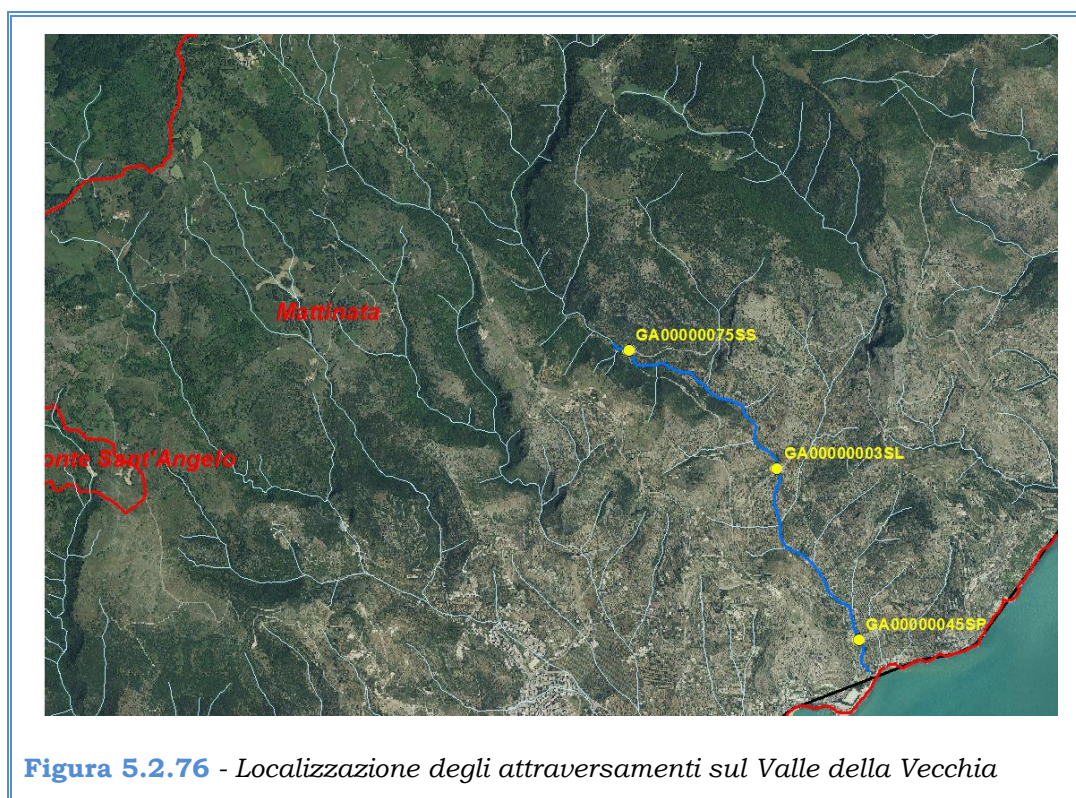 Mattinata
GA00000075SS
GA00000003SL
onte Sant'Angelo
GA00000045SP
Figura 5.2.76 - Localizzazione degli attraversamenti sul Valle della Vecchia